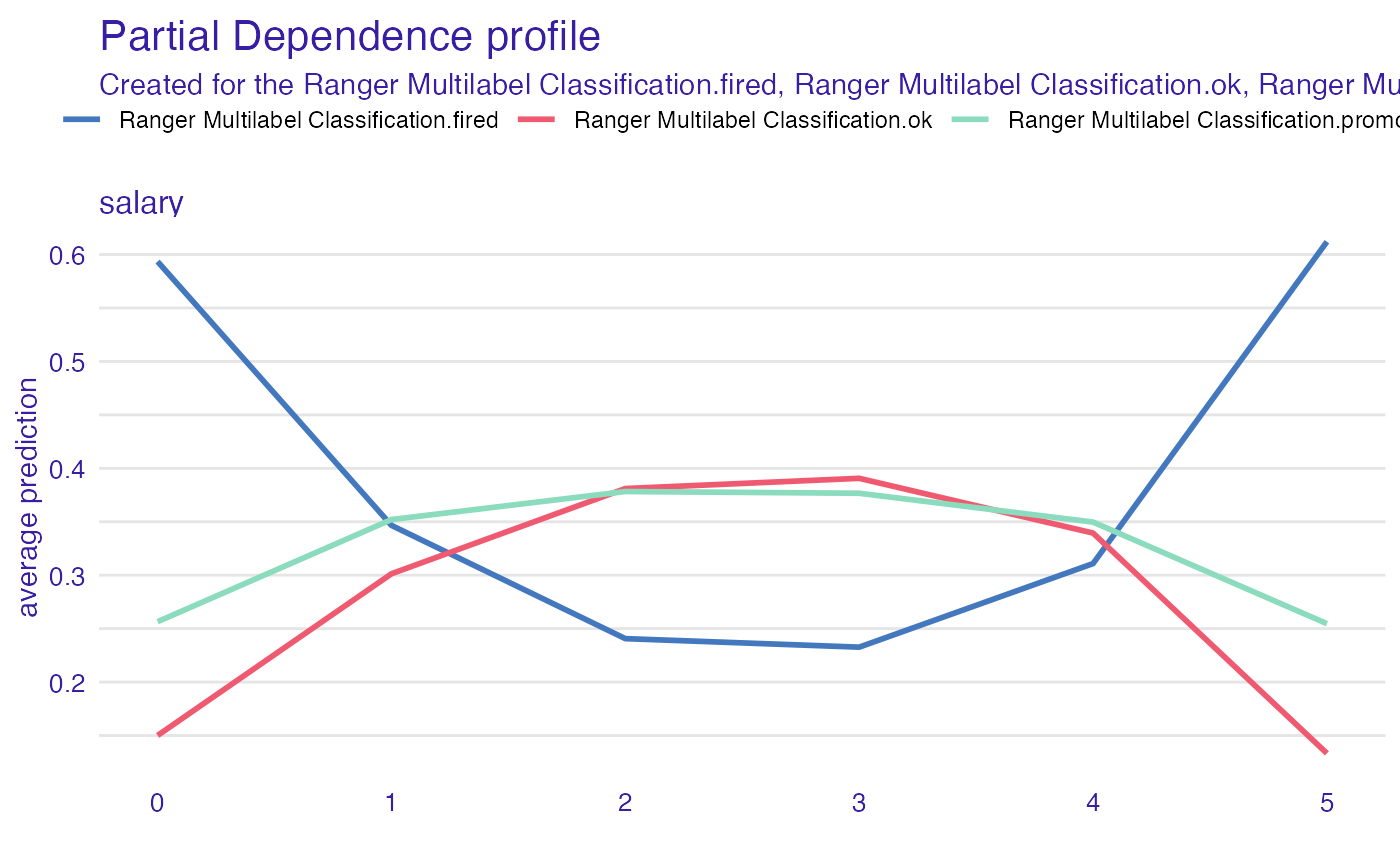 Partial Dependence profile
Created for the Ranger Multilabel Classification.fired, Ranger Multilabel Classification.ok, Ranger Mu
Ranger Multilabel Classification.fired Ranger Multilabel Classification.ok Ranger Multilabel Classification.promo
salary
0.6
0.5
0.4
0.3
0.2
average prediction
0 1 2 3 4 5